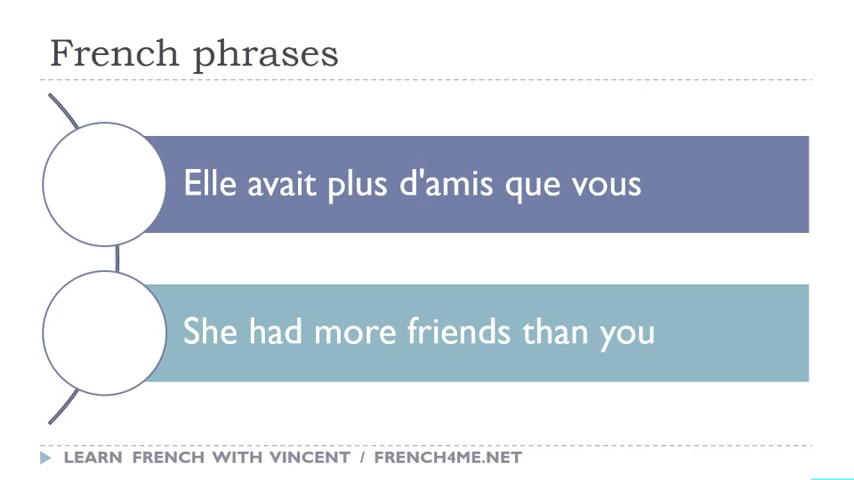 French phrases
Elle avait plus d'amis que vous
She had more friends than you
LEARN FRENCH WITH VINCENT / FRENCH4ME.NET